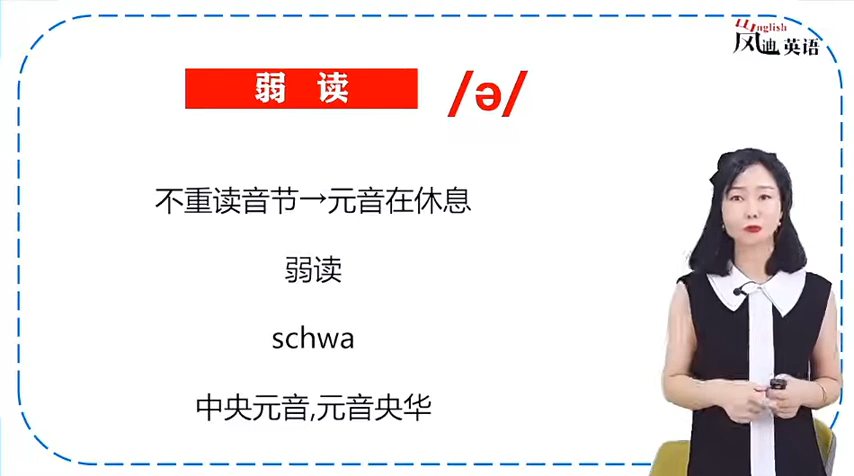 English
风迪英语
弱 读 /ə/
不重读音节→元音在休息
弱读
schwa
中央元音,元音央华